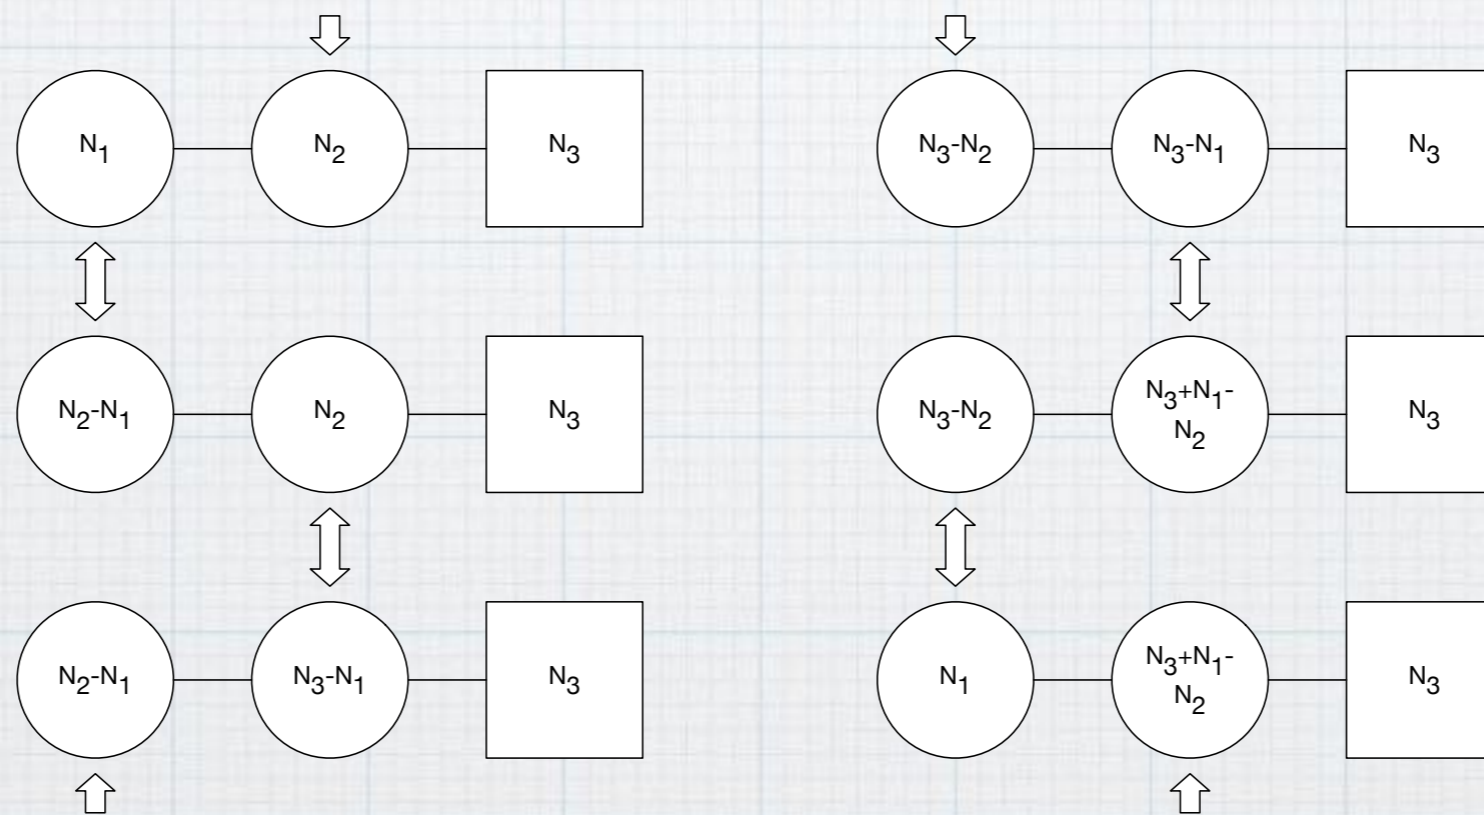 N₁ N₂ N₃ N₃-N₂ N₃-N₁ N₃
N₂-N₁ N₂ N₃ N₃-N₂ N₃+N₁- N₃
N₂
N₂-N₁ N₃-N₁ N₃ N₁ N₃+N₁- N₃
N₂